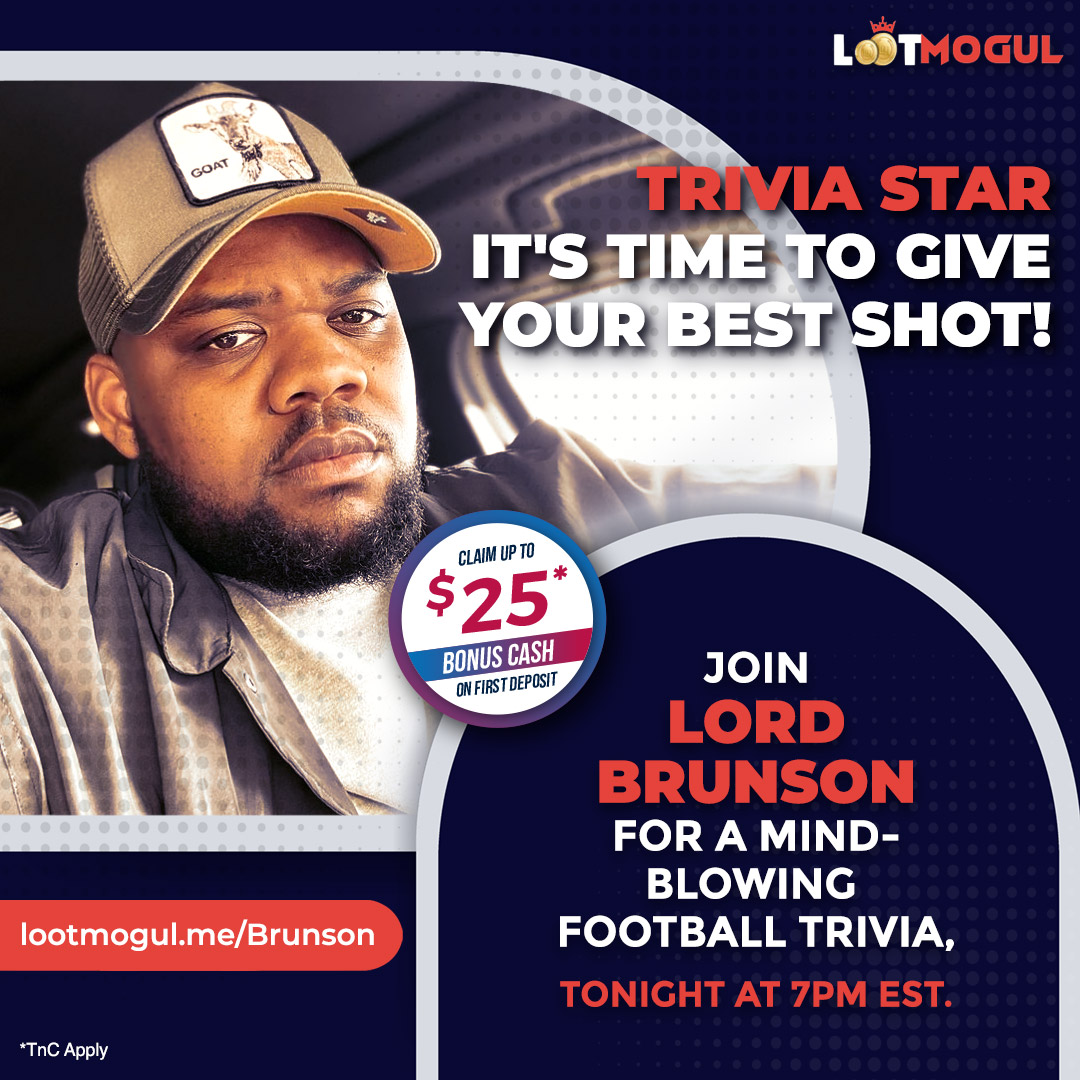 LOOTMOGUL
GOAT
TRIVIA STAR
IT'S TIME TO GIVE
YOUR BEST SHOT!
CLAIM UP TO
$25*
BONUS CASH
ON FIRST DEPOSIT
JOIN
LORD
BRUNSON
FOR A MIND-
BLOWING
FOOTBALL TRIVIA,
TONIGHT AT 7PM EST.
lootmogul.me/Brunson
*TnC Apply